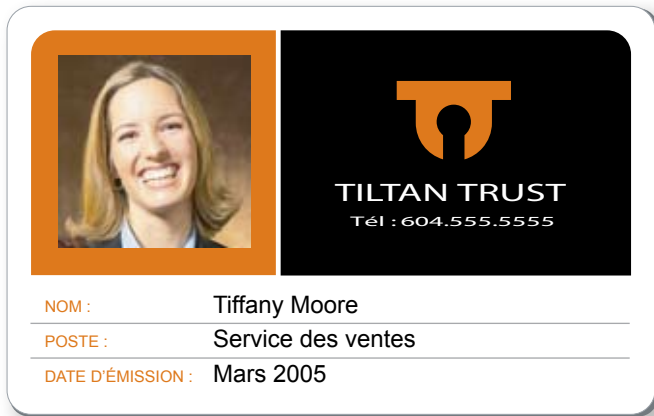 TILTAN TRUST
Tél : 604.555.5555
NOM : Tiffany Moore
POSTE : Service des ventes
DATE D'ÉMISSION : Mars 2005